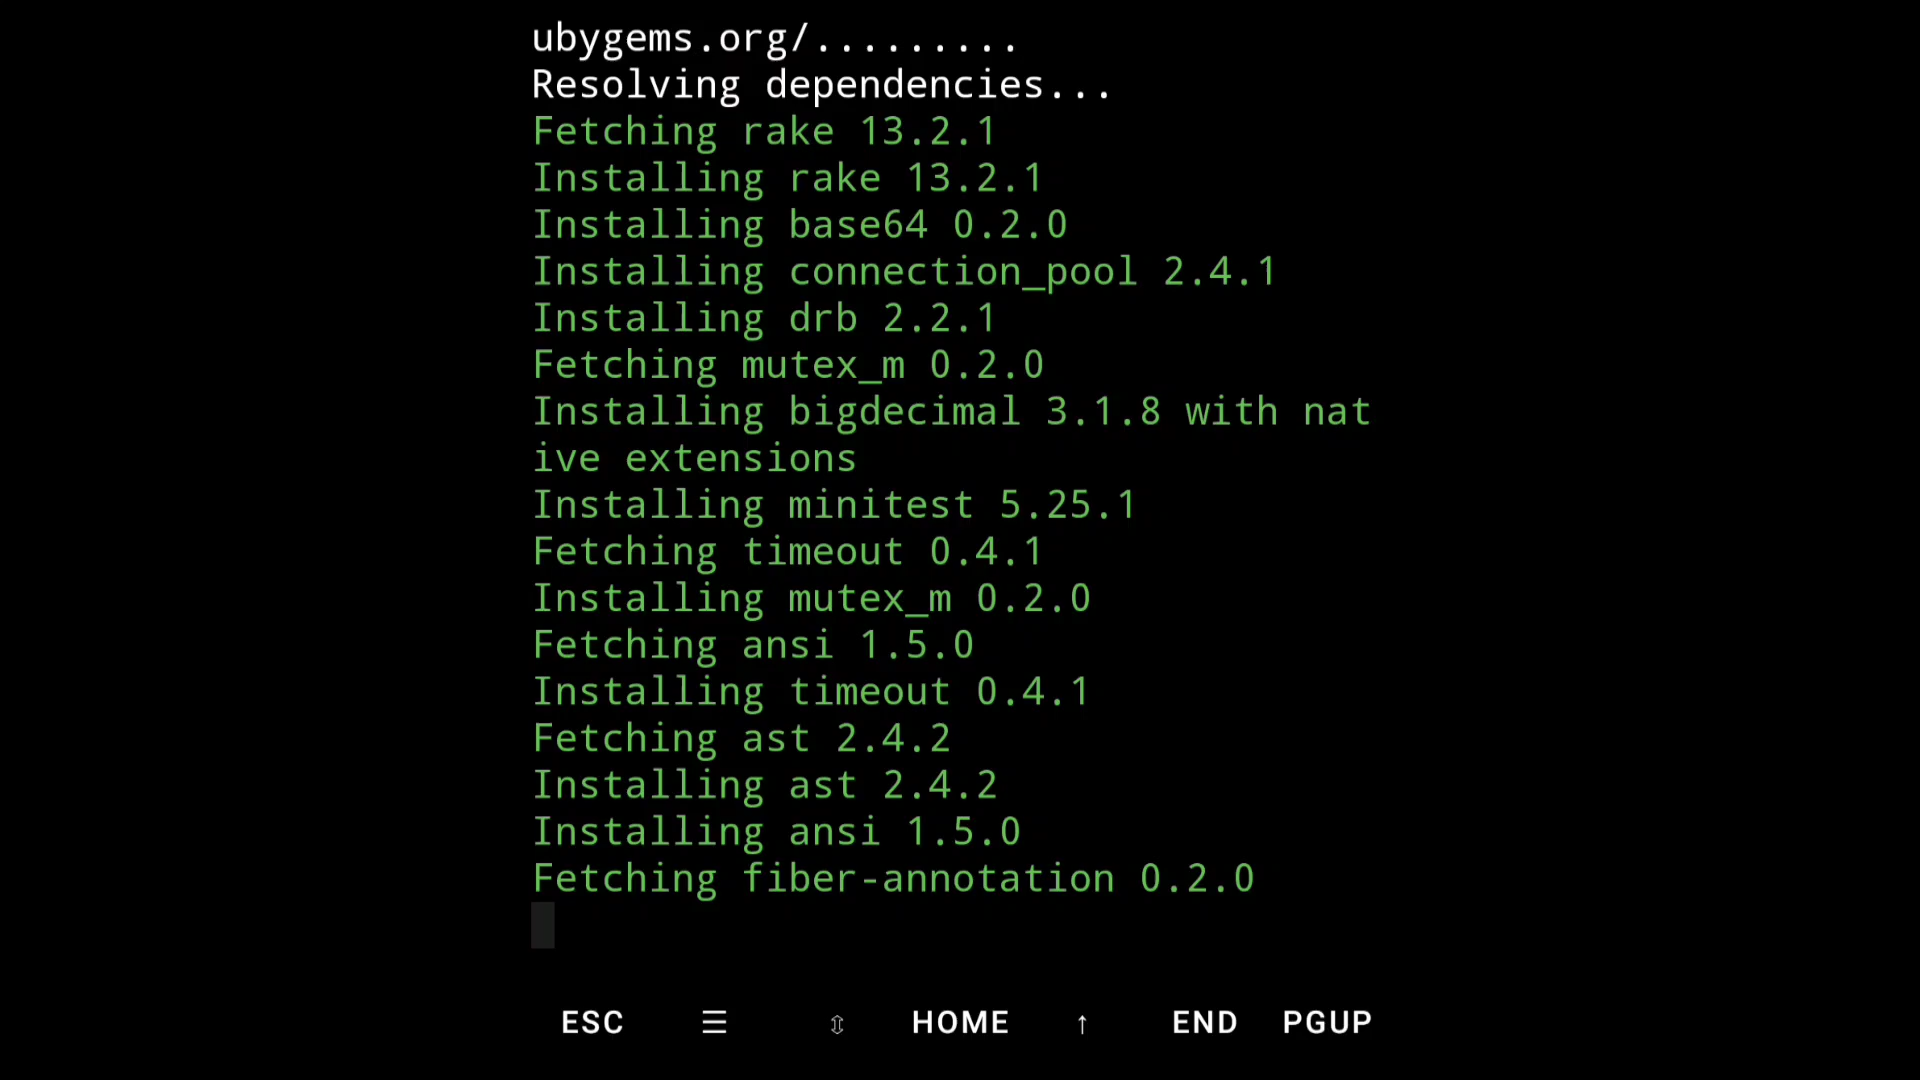 ubygems.org/.........
Resolving dependencies...
Fetching rake 13.2.1
Installing rake 13.2.1
Installing base64 0.2.0
Installing connection_pool 2.4.1
Installing drb 2.2.1
Fetching mutex_m 0.2.0
Installing bigdecimal 3.1.8 with nat
ive extensions
Installing minitest 5.25.1
Fetching timeout 0.4.1
Installing mutex_m 0.2.0
Fetching ansi 1.5.0
Installing timeout 0.4.1
Fetching ast 2.4.2
Installing ast 2.4.2
Installing ansi 1.5.0
Fetching fiber-annotation 0.2.0
ESC ☰ ⇳ HOME ↑ END PGUP